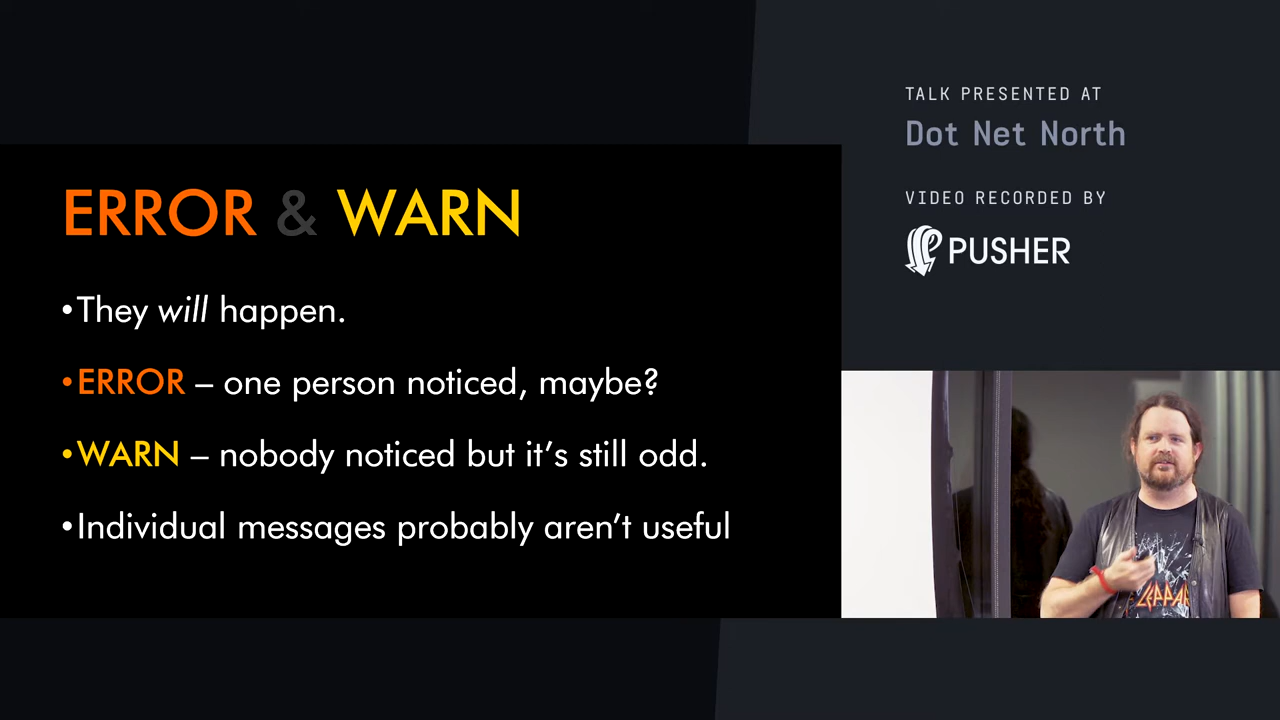 ERROR & WARN
•They will happen.
•ERROR – one person noticed, maybe?
•WARN – nobody noticed but it’s still odd.
•Individual messages probably aren’t useful
TALK PRESENTED AT
Dot Net North
VIDEO RECORDED BY
PUSHER
LEPPAR